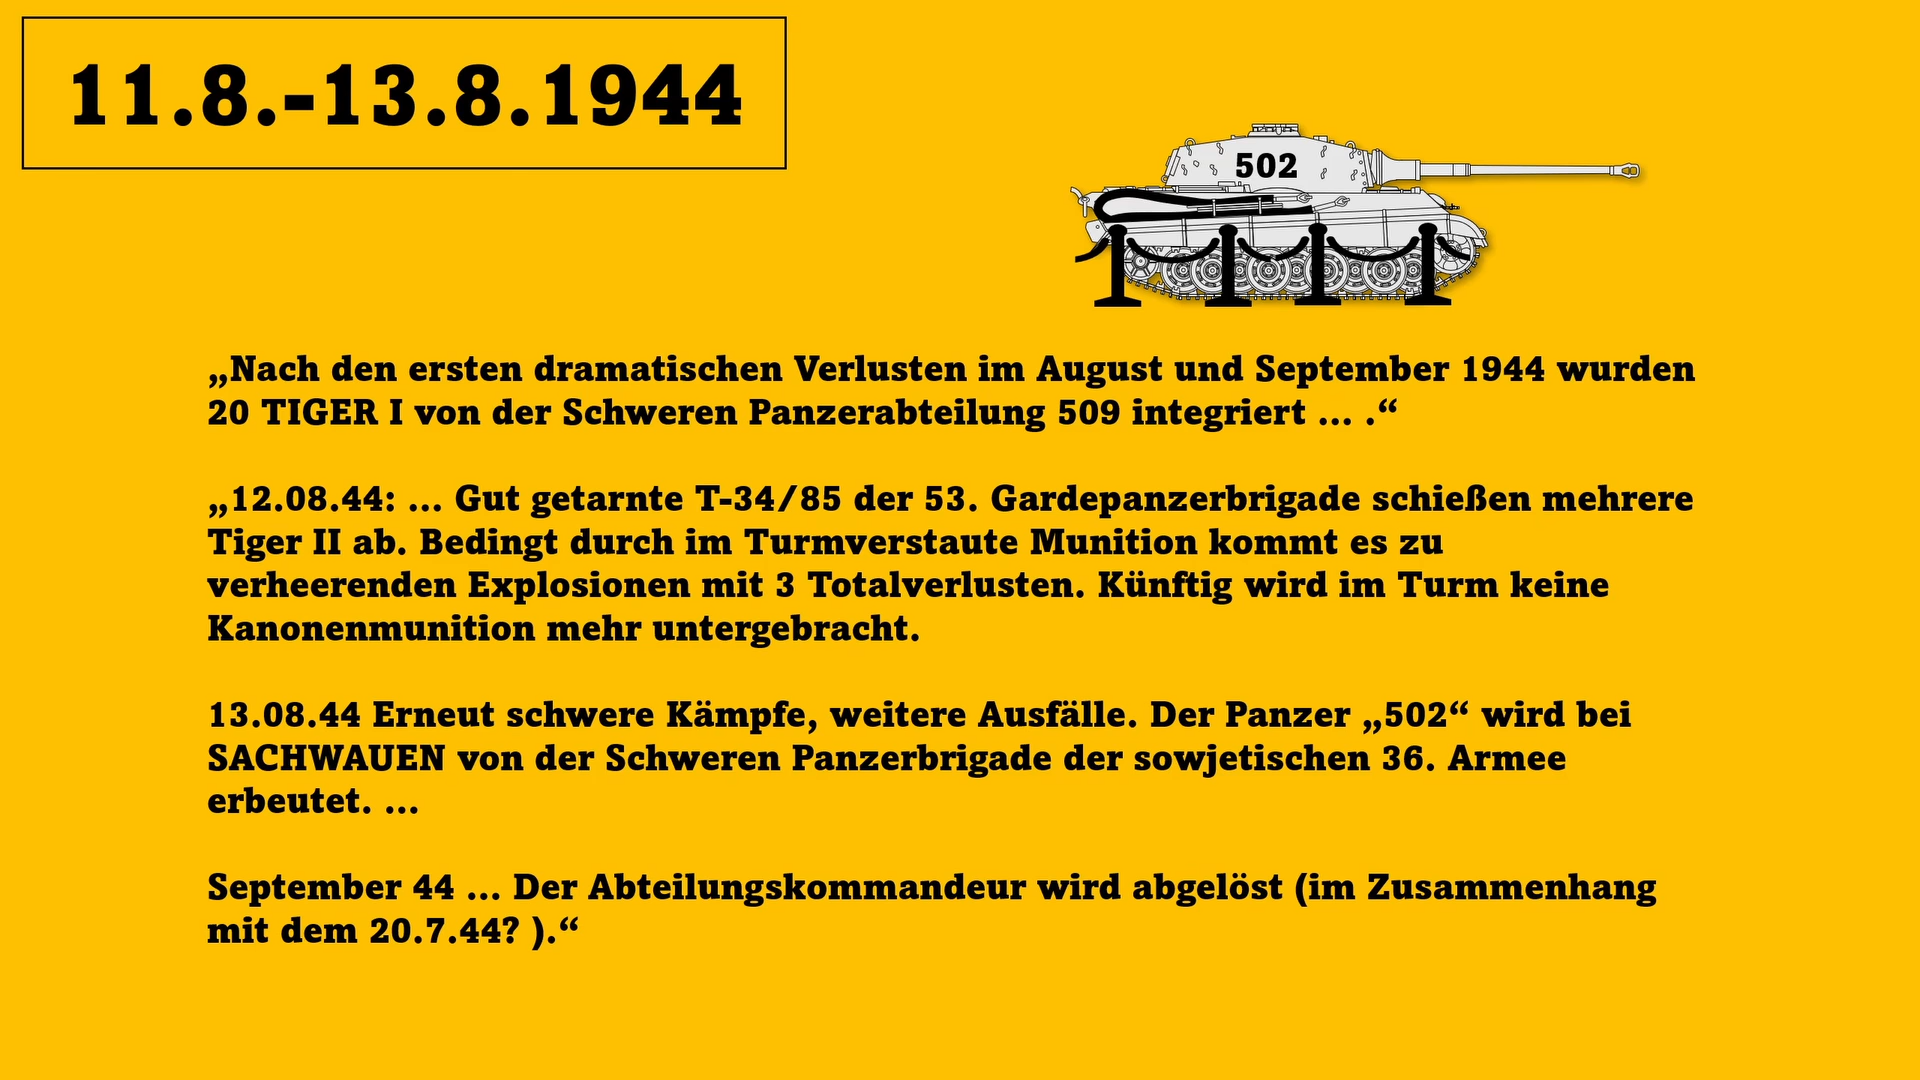 11.8.-13.8.1944
502
„Nach den ersten dramatischen Verlusten im August und September 1944 wurden
20 TIGER I von der Schweren Panzerabteilung 509 integriert ... .“
„12.08.44: ... Gut getarnte T-34/85 der 53. Gardepanzerbrigade schießen mehrere
Tiger II ab. Bedingt durch im Turmverstaute Munition kommt es zu
verheerenden Explosionen mit 3 Totalverlusten. Künftig wird im Turm keine
Kanonenmunition mehr untergebracht.
13.08.44 Erneut schwere Kämpfe, weitere Ausfälle. Der Panzer „502“ wird bei
SACHWAUEN von der Schweren Panzerbrigade der sowjetischen 36. Armee
erbeutet. ...
September 44 ... Der Abteilungskommandeur wird abgelöst (im Zusammenhang
mit dem 20.7.44? ).“